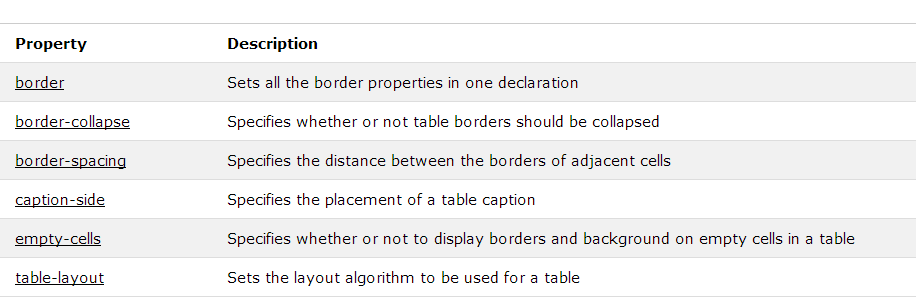 Property Description
border Sets all the border properties in one declaration
border-collapse Specifies whether or not table borders should be collapsed
border-spacing Specifies the distance between the borders of adjacent cells
caption-side Specifies the placement of a table caption
empty-cells Specifies whether or not to display borders and background on empty cells in a table
table-layout Sets the layout algorithm to be used for a table